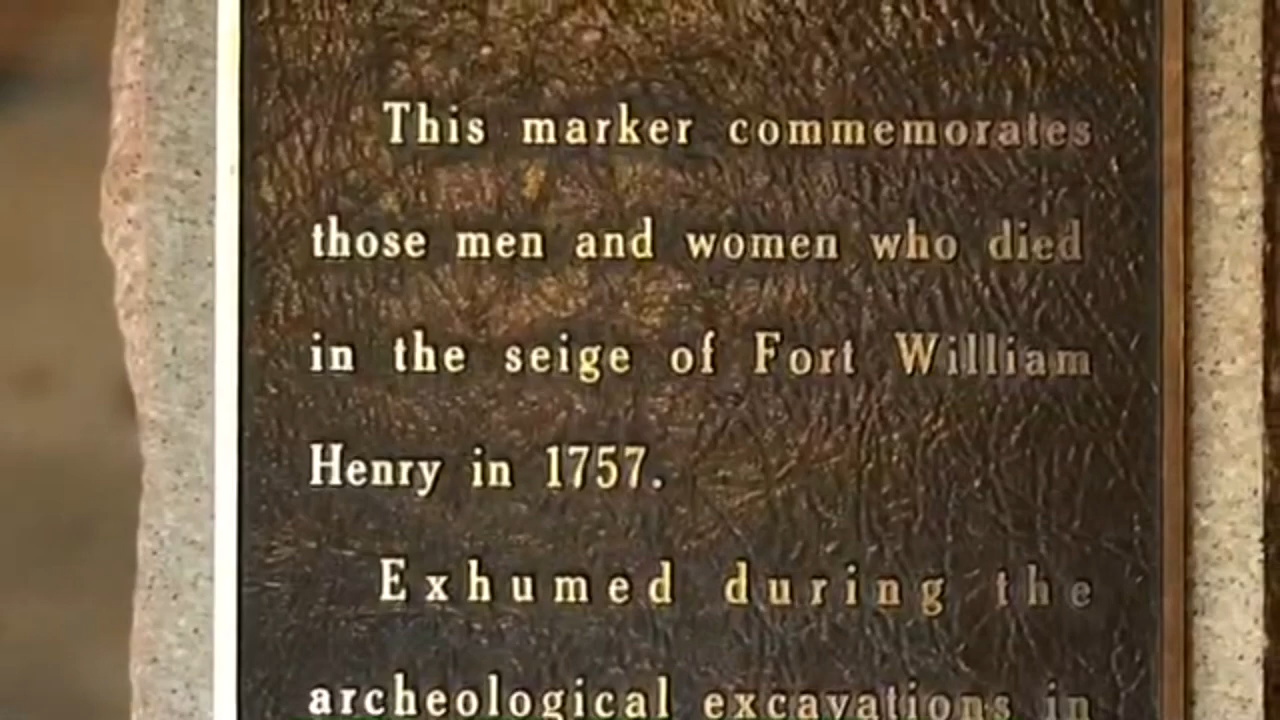 This marker commemorates
those men and women who died
in the seige of Fort William
Henry in 1757.
Exhumed during the
archeological excavations in